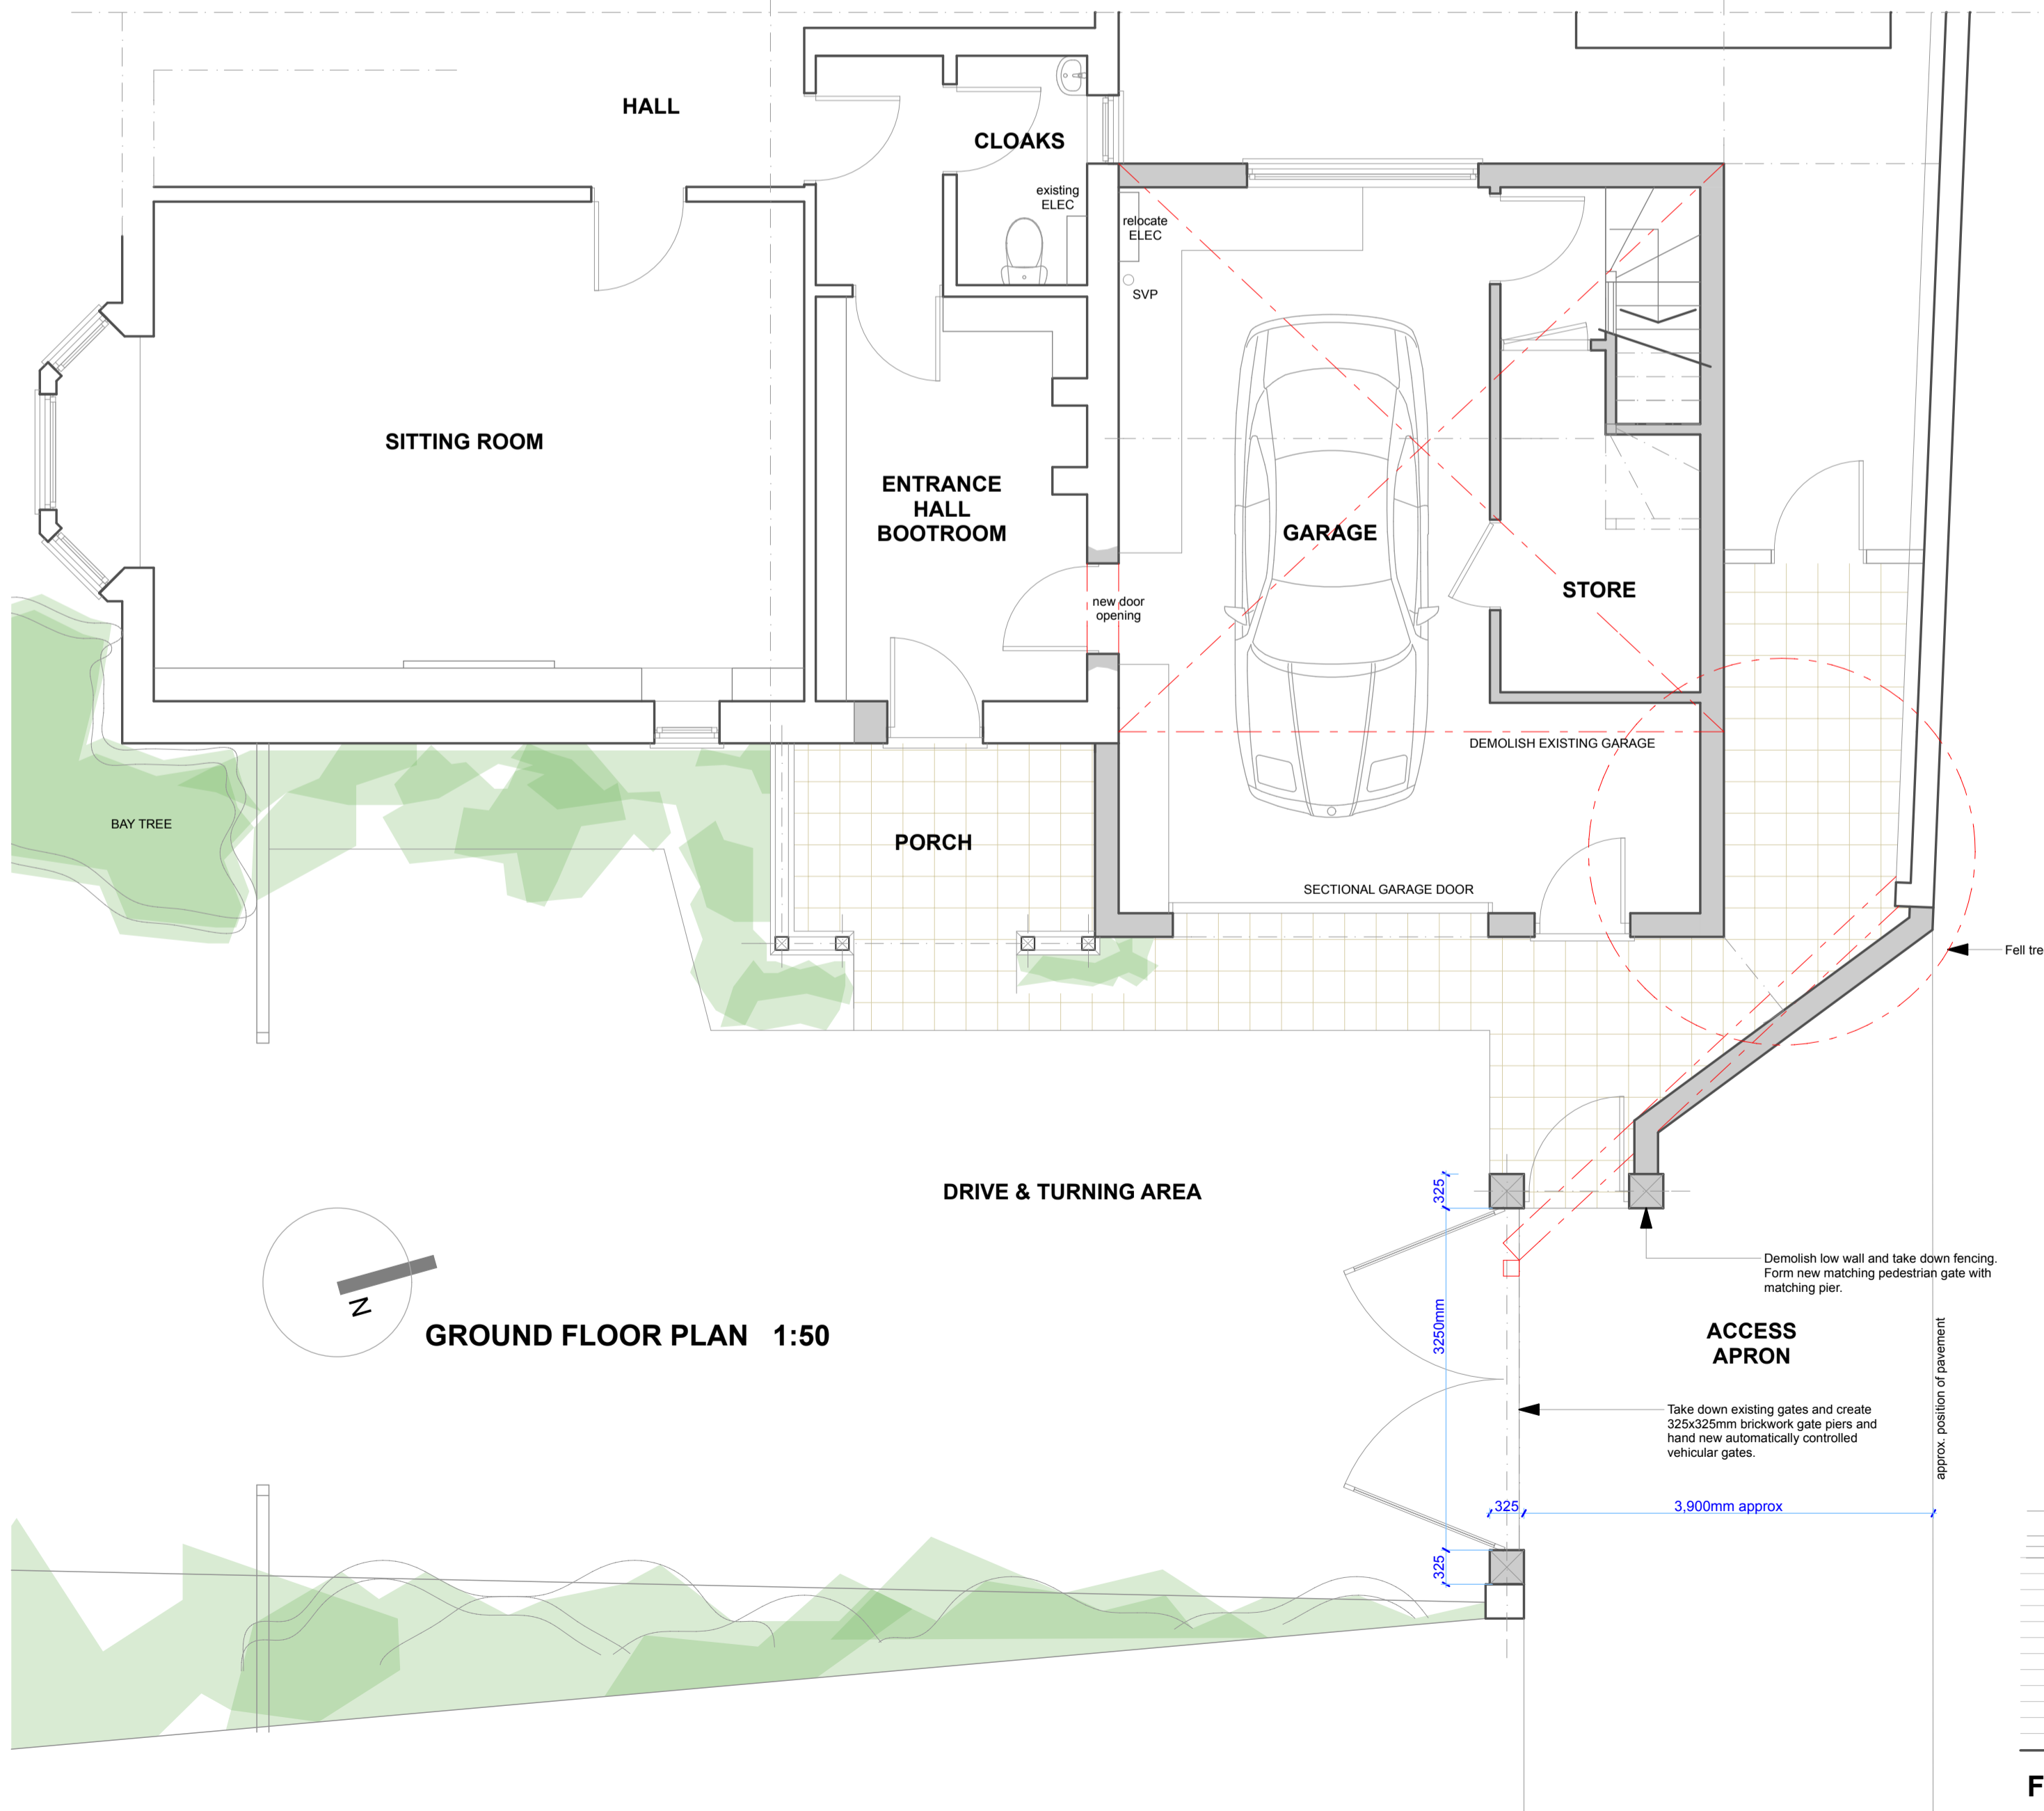 HALL
CLOAKS
existing
ELEC
relocate
ELEC
SVP
SITTING ROOM
ENTRANCE
HALL
BOOTROOM
GARAGE
STORE
new door
opening
DEMOLISH EXISTING GARAGE
BAY TREE
PORCH
SECTIONAL GARAGE DOOR
Fell tre
DRIVE & TURNING AREA
325
Demolish low wall and take down fencing.
Form new matching pedestrian gate with
matching pier.
N
GROUND FLOOR PLAN 1:50
3250mm
ACCESS
APRON
approx. position of pavement
Take down existing gates and create
325x325mm brickwork gate piers and
hand new automatically controlled
vehicular gates.
325
3,900mm approx
325
F